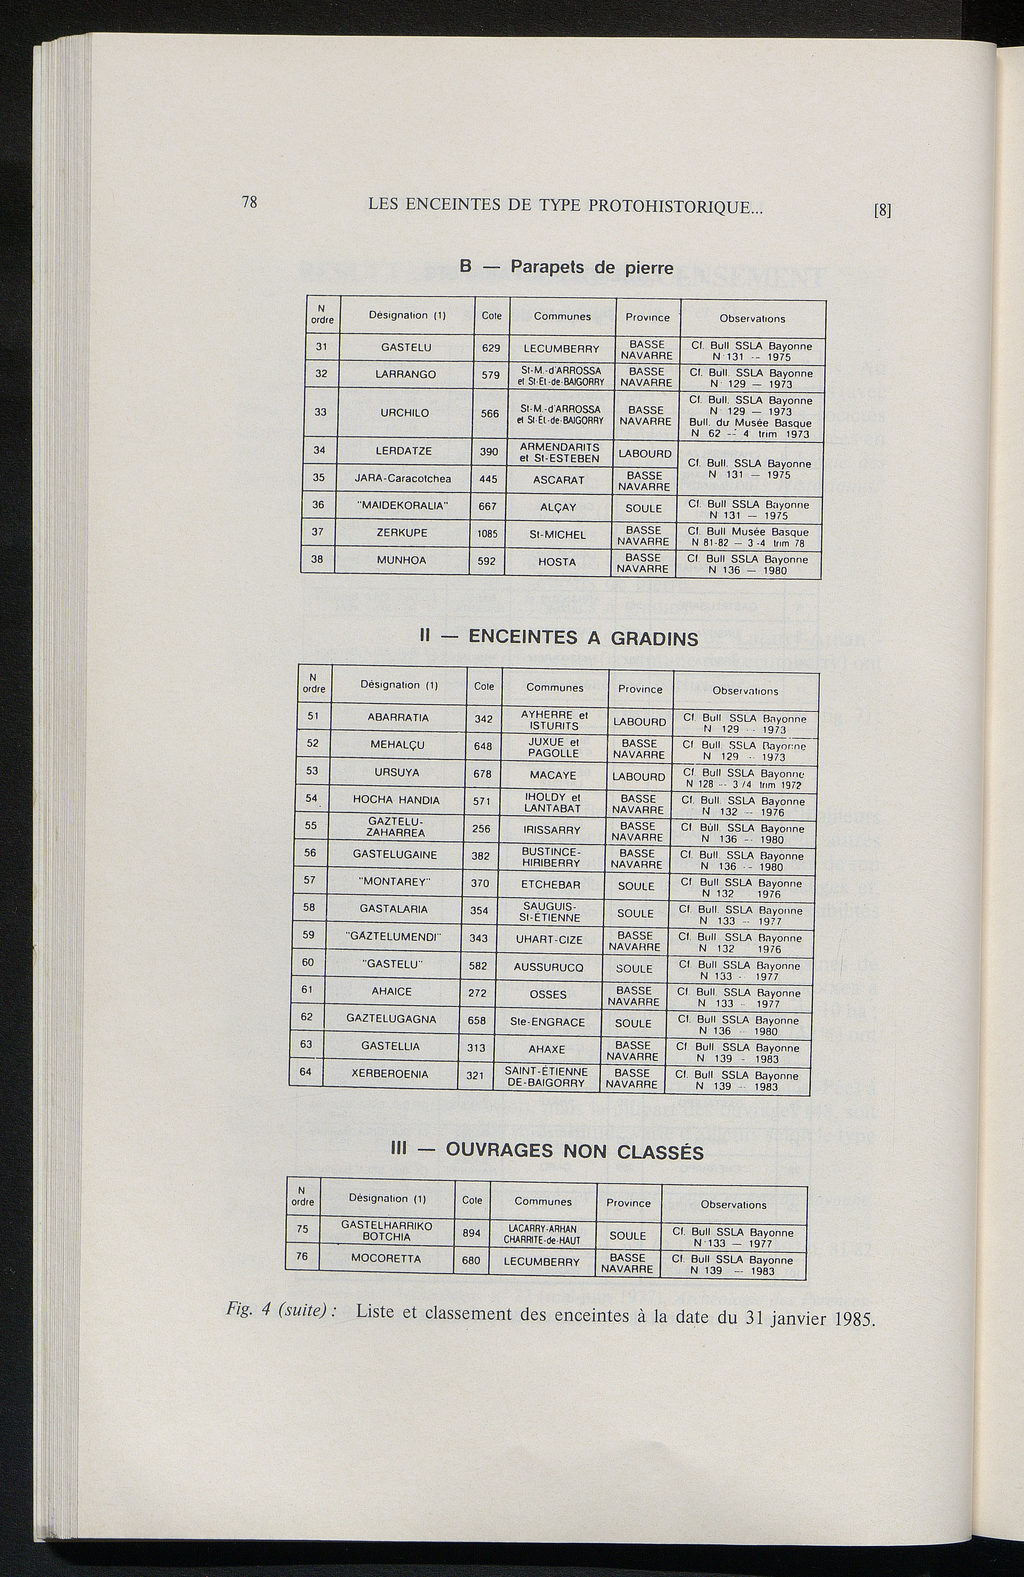 78 LES ENCEINTES DE TYPE PROTOHISTORIQUE... [8]
B — Parapets de pierre
N ordre Désignation (1) Cote Communes Province Observations
31 GASTELU 629 LECUMBERRY BASSE NAVARRE Cf. Bull SSLA Bayonne N 131 -- 1975
32 LARRANGO 579 St-M.-d'ARROSSA et St-Et-de-BAIGORRY BASSE NAVARRE Cf. Bull. SSLA Bayonne N 129 — 1973
33 URCHILO 566 St-M.-d'ARROSSA et St-Et-de-BAIGORRY BASSE NAVARRE Cf. Bull. SSLA Bayonne N 129 — 1973 Bull. du Musée Basque N 62 -- 4 trim 1973
34 LERDATZE 390 ARMENDARITS et St-ESTEBEN LABOURD Cf. Bull. SSLA Bayonne N 131 — 1975
35 JARA-Caracotchea 445 ASCARAT BASSE NAVARRE
36 "MAIDEKORALIA" 667 ALÇAY SOULE Cf. Bull SSLA Bayonne N 131 — 1975
37 ZERKUPE 1085 St-MICHEL BASSE NAVARRE Cf. Bull Musée Basque N 81-82 — 3-4 trim 78
38 MUNHOA 592 HOSTA BASSE NAVARRE Cf Bull SSLA Bayonne N 136 — 1980
II — ENCEINTES A GRADINS
N ordre Désignation (1) Cote Communes Province Observations
51 ABARRATIA 342 AYHERRE et ISTURITS LABOURD Cf. Bull SSLA Bayonne N 129 -- 1973
52 MEHALÇU 648 JUXUE et PAGOLLE BASSE NAVARRE Cf Bull SSLA Bayonne N 129 -- 1973
53 URSUYA 678 MACAYE LABOURD Cf. Bull SSLA Bayonne N 128 -- 3/4 trim 1972
54 HOCHA HANDIA 571 IHOLDY et LANTABAT BASSE NAVARRE Cf. Bull. SSLA Bayonne N 132 -- 1976
55 GAZTELU-ZAHARREA 256 IRISSARRY BASSE NAVARRE Cf Bull. SSLA Bayonne N 136 -- 1980
56 GASTELUGAINE 382 BUSTINCE-HIRIBERRY BASSE NAVARRE Cf. Bull. SSLA Bayonne N 136 -- 1980
57 "MONTAREY" 370 ETCHEBAR SOULE Cf Bull SSLA Bayonne N 132 1976
58 GASTALARIA 354 SAUGUIS-St-ÉTIENNE SOULE Cf. Bull. SSLA Bayonne N 133 -- 1977
59 "GAZTELUMENDI" 343 UHART-CIZE BASSE NAVARRE Cf. Bull SSLA Bayonne N 132 1976
60 "GASTELU" 582 AUSSURUCQ SOULE Cf Bull SSLA Bayonne N 133 - 1977
61 AHAICE 272 OSSES BASSE NAVARRE Cf. Bull. SSLA Bayonne N 133 -- 1977
62 GAZTELUGAGNA 658 Ste-ENGRACE SOULE Cf. Bull SSLA Bayonne N 136 -- 1980
63 GASTELLIA 313 AHAXE BASSE NAVARRE Cf Bull SSLA Bayonne N 139 - 1983
64 XERBEROENIA 321 SAINT-ÉTIENNE DE-BAIGORRY BASSE NAVARRE Cf. Bull SSLA Bayonne N 139 -- 1983
III — OUVRAGES NON CLASSÉS
N ordre Désignation (1) Cote Communes Province Observations
75 GASTELHARRIKO BOTCHIA 894 LACARRY-ARHAN CHARRITE-de-HAUT SOULE Cf. Bull SSLA Bayonne N 133 — 1977
76 MOCORETTA 680 LECUMBERRY BASSE NAVARRE Cf. Bull SSLA Bayonne N 139 -- 1983
Fig. 4 (suite) : Liste et classement des enceintes à la date du 31 janvier 1985.